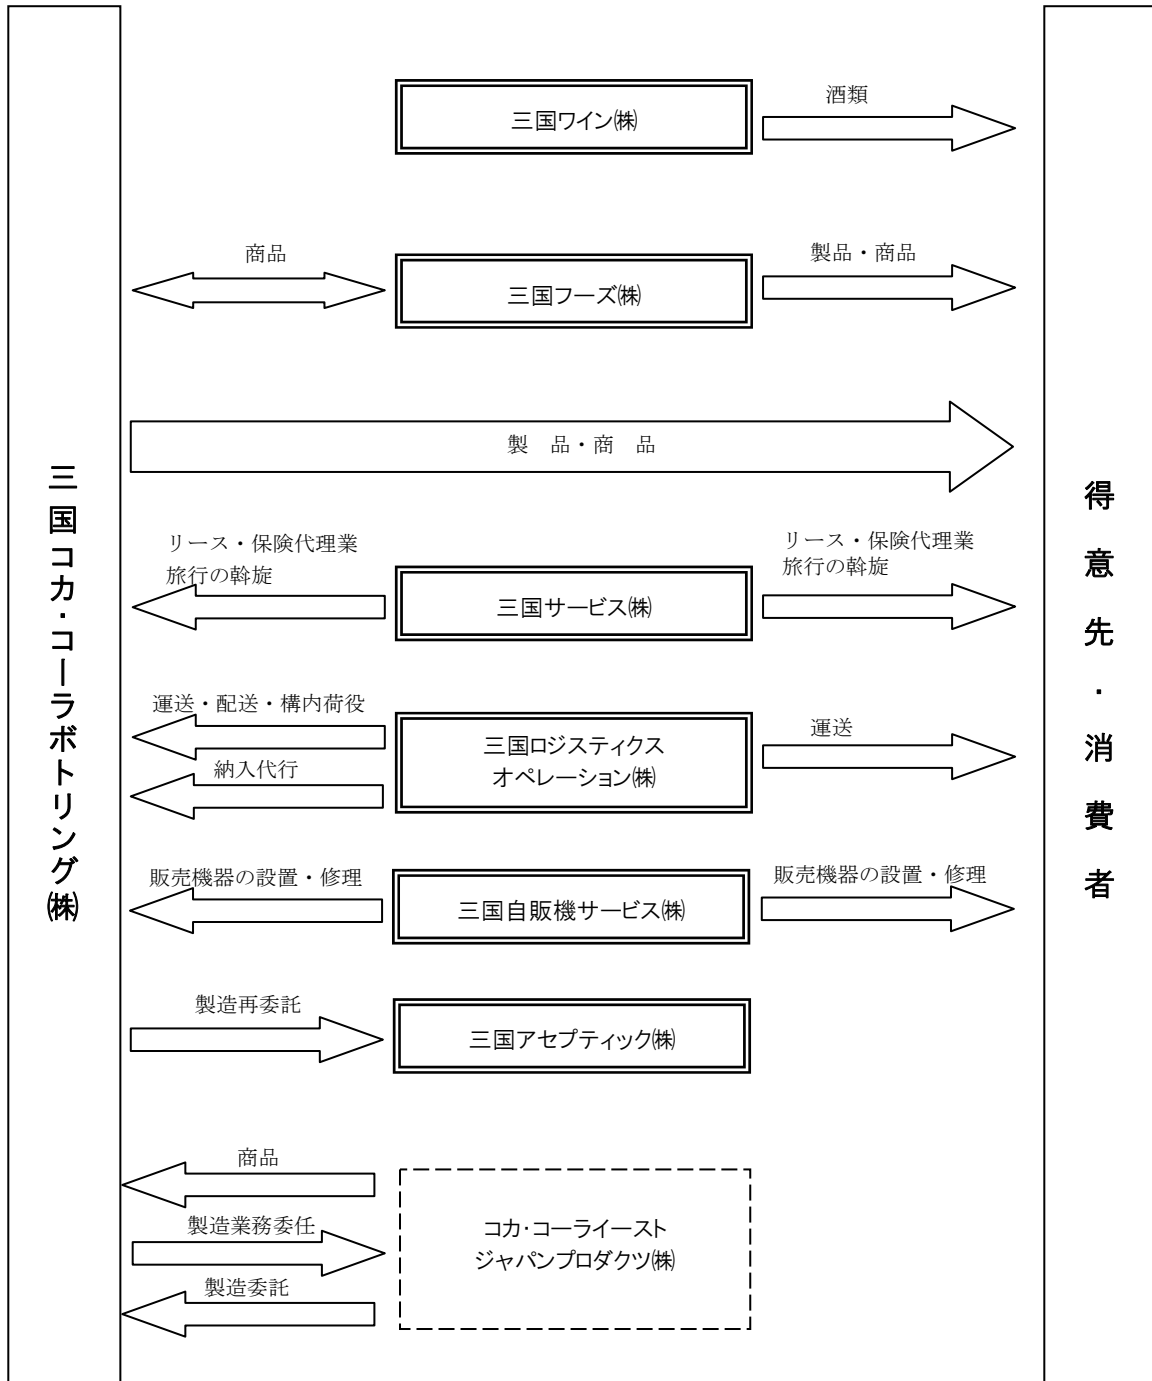 三国コカ・コーラボトリング㈱
得意先・消費者
三国ワイン㈱
酒類
商品
三国フーズ㈱
製品・商品
製　品・商　品
リース・保険代理業
旅行の斡旋
三国サービス㈱
リース・保険代理業
旅行の斡旋
運送・配送・構内荷役
納入代行
三国ロジスティクス
オペレーション㈱
運送
販売機器の設置・修理
三国自販機サービス㈱
販売機器の設置・修理
製造再委託
三国アセプティック㈱
商品
製造業務委任
製造委託
コカ・コーライースト
ジャパンプロダクツ㈱